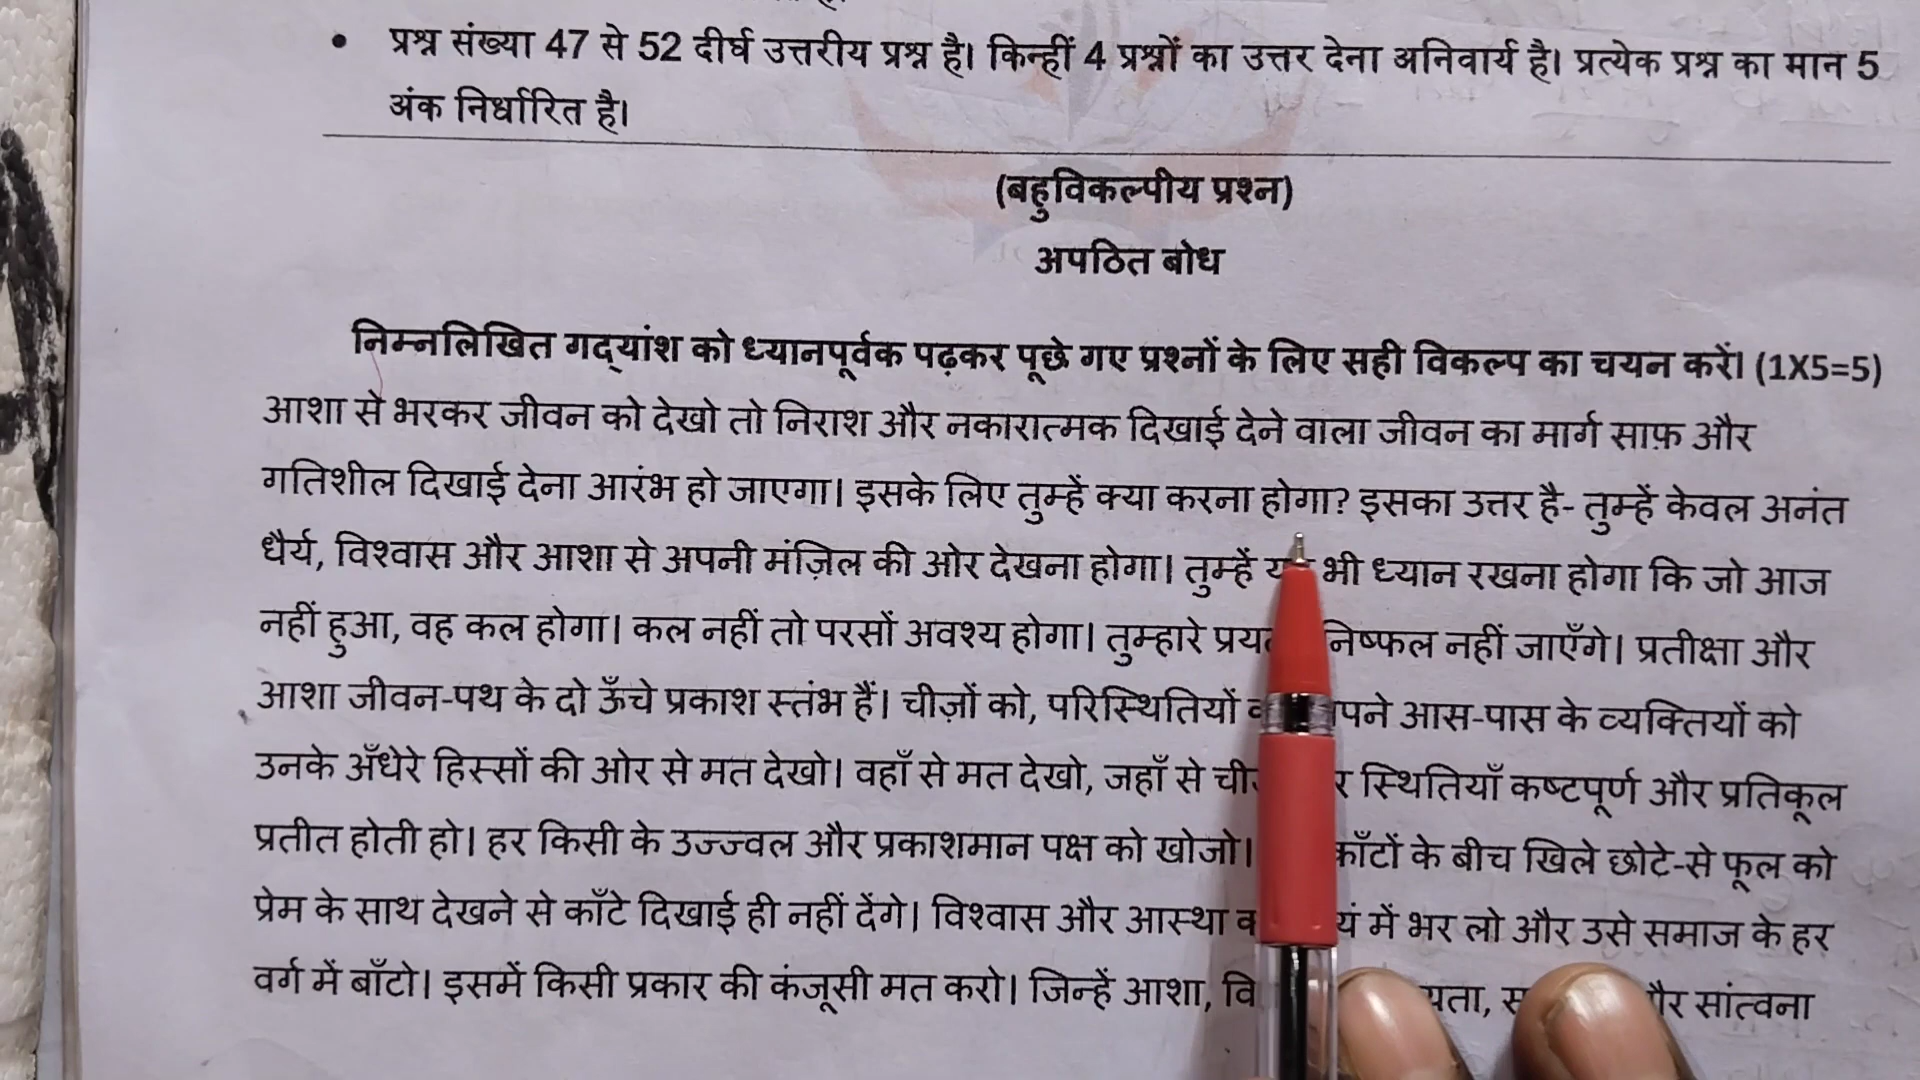 • प्रश्न संख्या 47 से 52 दीर्घ उत्तरीय प्रश्न है। किन्हीं 4 प्रश्नों का उत्तर देना अनिवार्य है। प्रत्येक प्रश्न का मान 5
अंक निर्धारित है।
(बहुविकल्पीय प्रश्न)
अपठित बोध
निम्नलिखित गद्यांश को ध्यानपूर्वक पढ़कर पूछे गए प्रश्नों के लिए सही विकल्प का चयन करें। (1X5=5)
आशा से भरकर जीवन को देखो तो निराश और नकारात्मक दिखाई देने वाला जीवन का मार्ग साफ़ और
गतिशील दिखाई देना आरंभ हो जाएगा। इसके लिए तुम्हें क्या करना होगा? इसका उत्तर है- तुम्हें केवल अनंत
धैर्य, विश्वास और आशा से अपनी मंज़िल की ओर देखना होगा। तुम्हें भी ध्यान रखना होगा कि जो आज
नहीं हुआ, वह कल होगा। कल नहीं तो परसों अवश्य होगा। तुम्हारे निष्फल नहीं जाएँगे। प्रतीक्षा और
आशा जीवन-पथ के दो ऊँचे प्रकाश स्तंभ हैं। चीज़ों को, परिस्थितियों आस-पास के व्यक्तियों को
उनके अँधेरे हिस्सों की ओर से मत देखो। वहाँ से मत देखो, जहाँ से स्थितियाँ कष्टपूर्ण और प्रतिकूल
प्रतीत होती हो। हर किसी के उज्ज्वल और प्रकाशमान पक्ष को खोजो। काँटों के बीच खिले छोटे-से फूल को
प्रेम के साथ देखने से काँटे दिखाई ही नहीं देंगे। विश्वास और आस्था में भर लो और उसे समाज के हर
वर्ग में बाँटो। इसमें किसी प्रकार की कंजूसी मत करो। जिन्हें आशा, सांत्वना